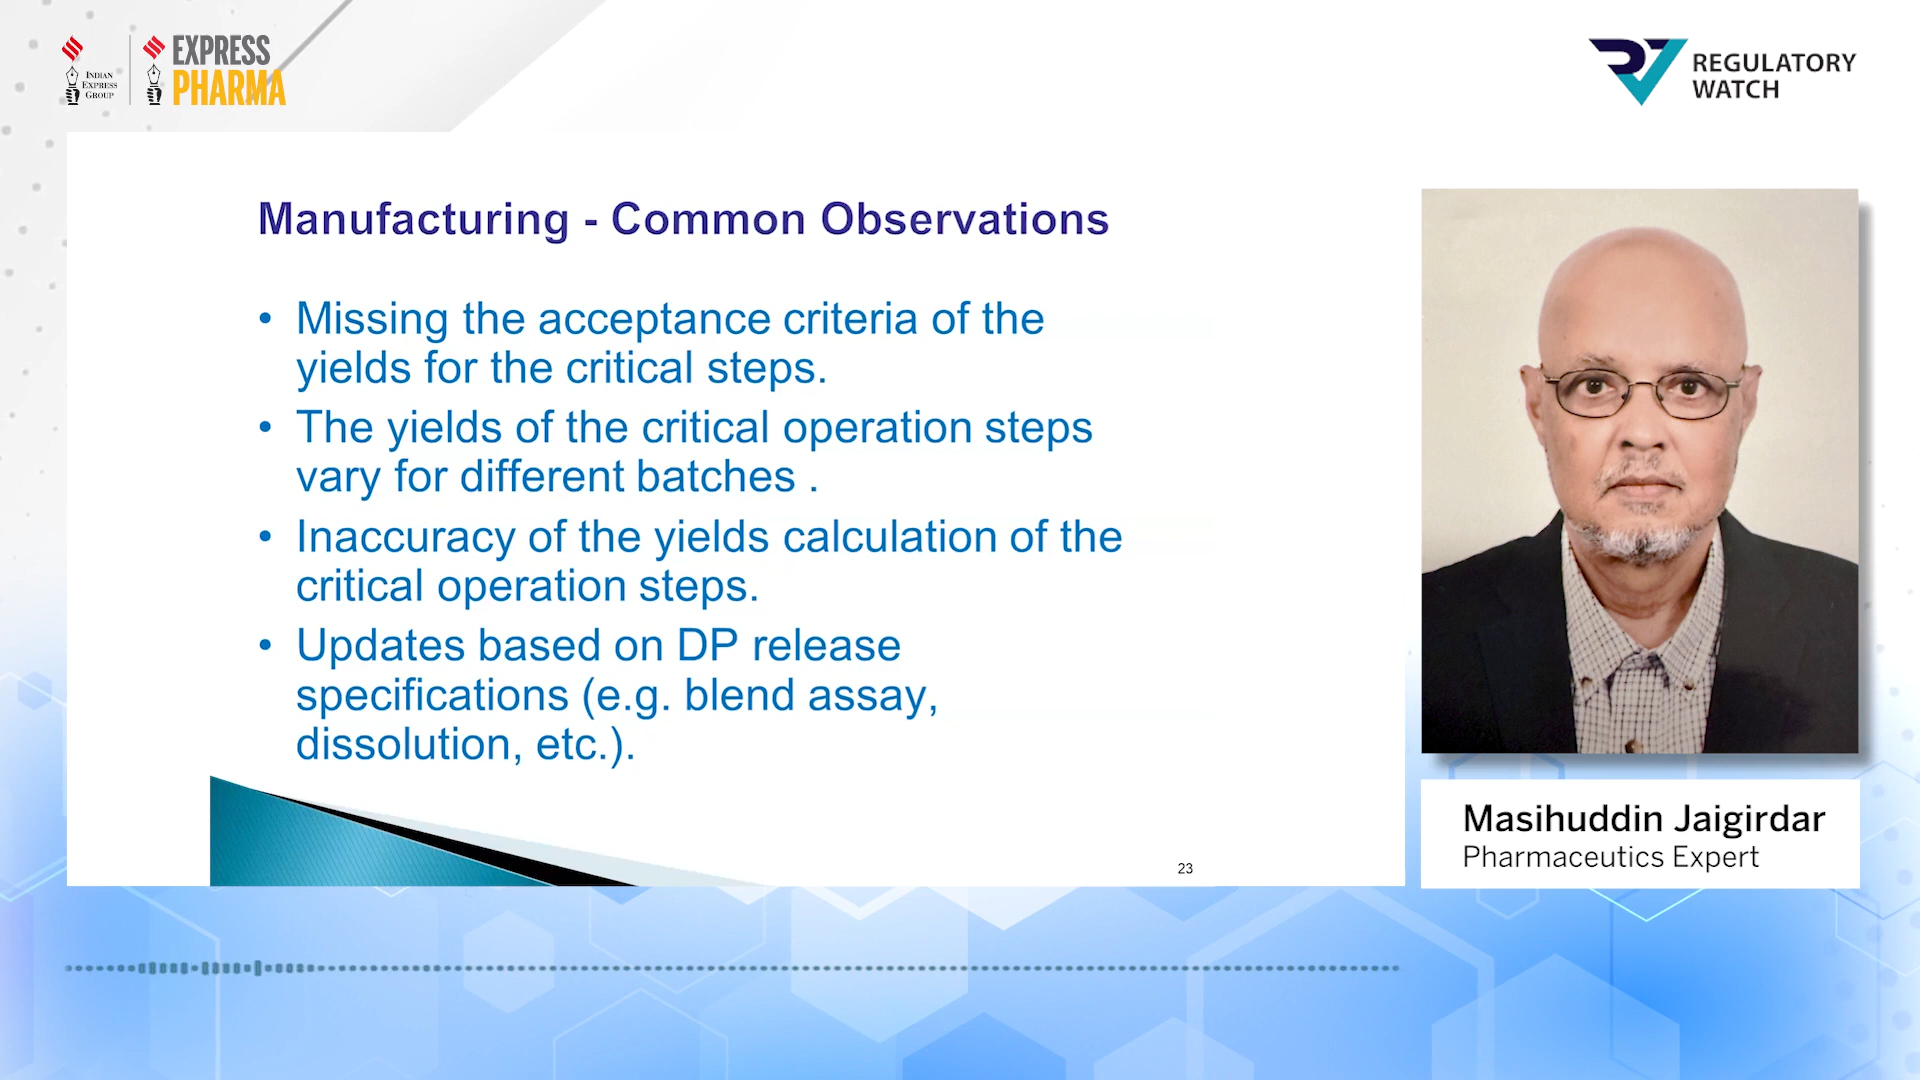 INDIAN
EXPRESS
GROUP
EXPRESS
PHARMA
REGULATORY
WATCH
Manufacturing - Common Observations
• Missing the acceptance criteria of the
yields for the critical steps.
• The yields of the critical operation steps
vary for different batches .
• Inaccuracy of the yields calculation of the
critical operation steps.
• Updates based on DP release
specifications (e.g. blend assay,
dissolution, etc.).
23
Masihuddin Jaigirdar
Pharmaceutics Expert